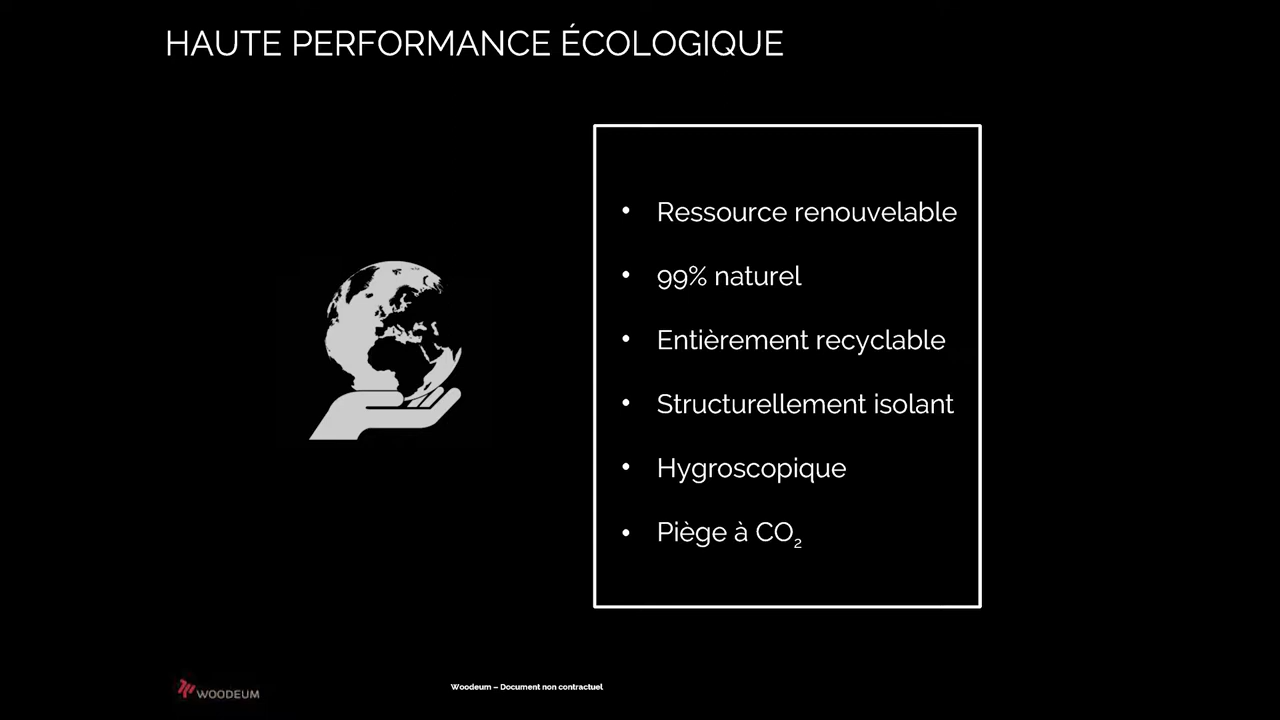 HAUTE PERFORMANCE ÉCOLOGIQUE
• Ressource renouvelable
• 99% naturel
• Entièrement recyclable
• Structurellement isolant
• Hygroscopique
• Piège à CO₂
WOODEUM
Woodeum – Document non contractuel